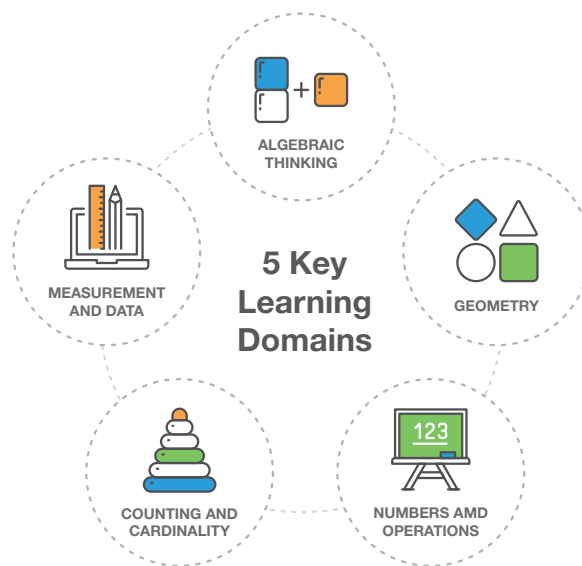 ALGEBRAIC
THINKING
MEASUREMENT
AND DATA
5 Key
Learning
Domains
GEOMETRY
COUNTING AND
CARDINALITY
123
NUMBERS AMD
OPERATIONS